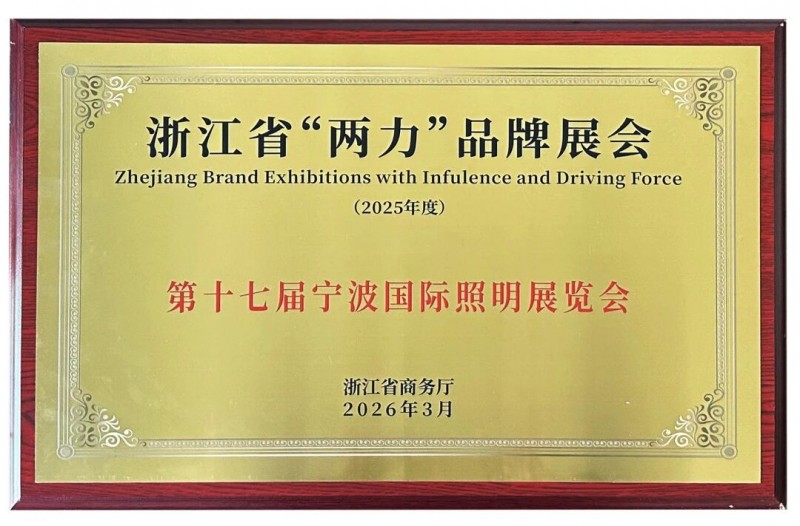 浙江省“两力”品牌展会
Zhejiang Brand Exhibitions with Infulence and Driving Force
（2025年度）
第十七届宁波国际照明展览会
浙江省商务厅
2026年3月